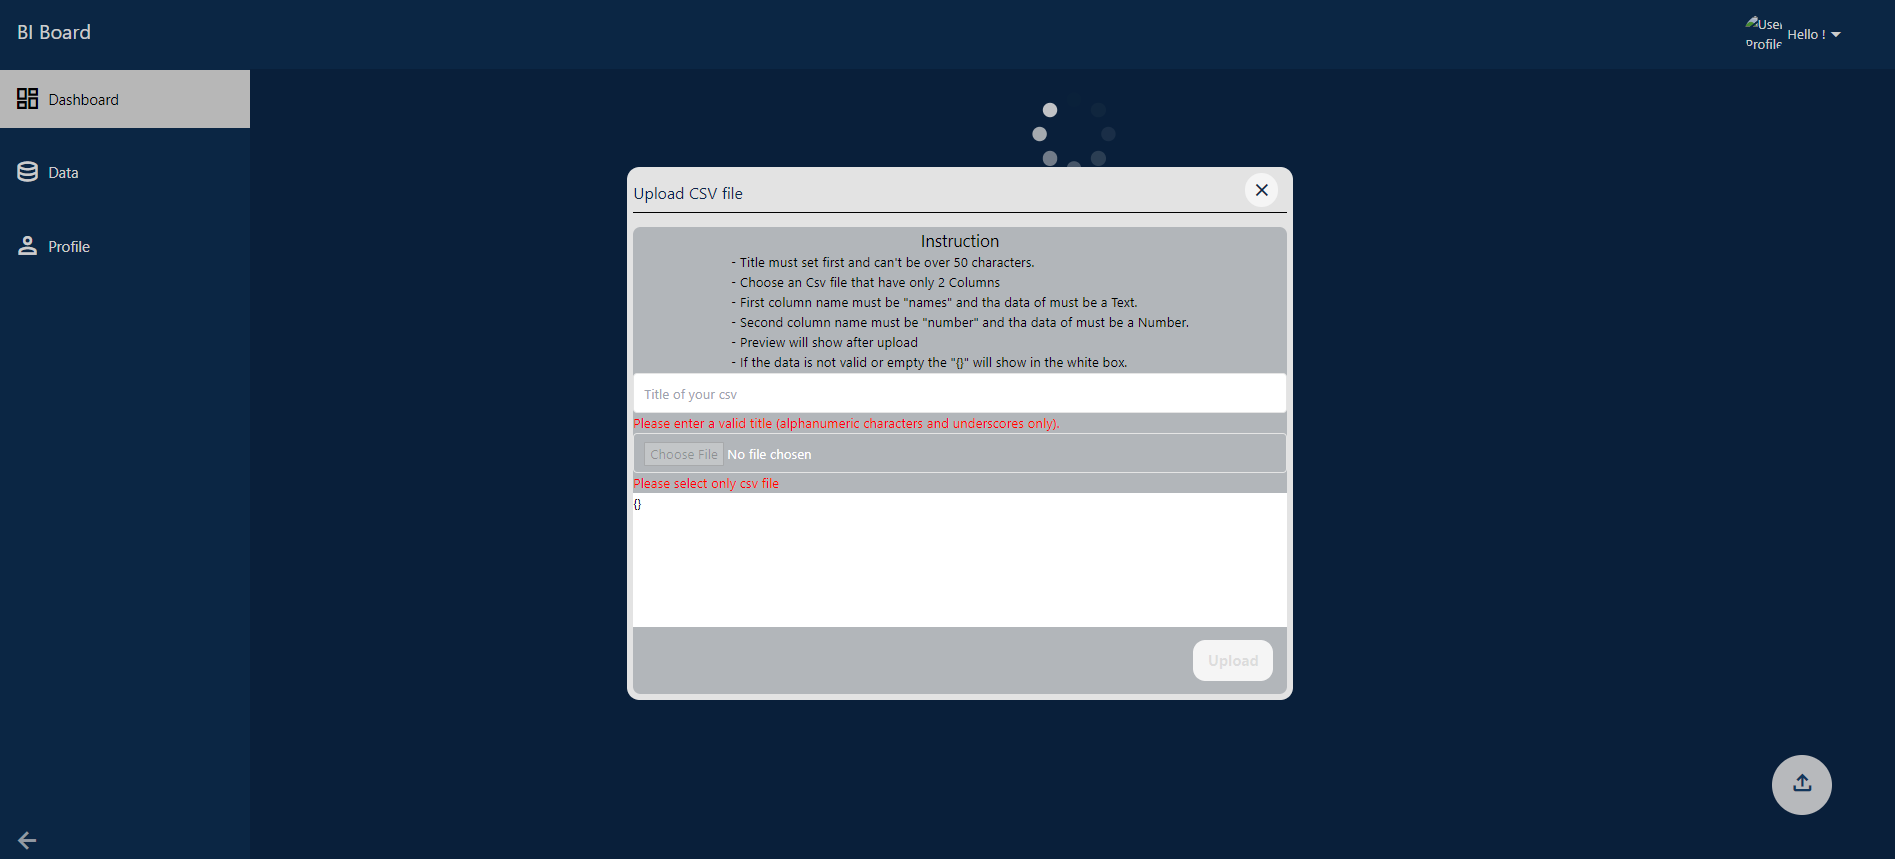 BI Board
User Profile
Hello !
Dashboard
Data
Profile
Upload CSV file
Instruction
- Title must set first and can't be over 50 characters.
- Choose an Csv file that have only 2 Columns
- First column name must be "names" and tha data of must be a Text.
- Second column name must be "number" and tha data of must be a Number.
- Preview will show after upload
- If the data is not valid or empty the "{}" will show in the white box.
Title of your csv
Please enter a valid title (alphanumeric characters and underscores only).
Choose File No file chosen
Please select only csv file
{}
Upload